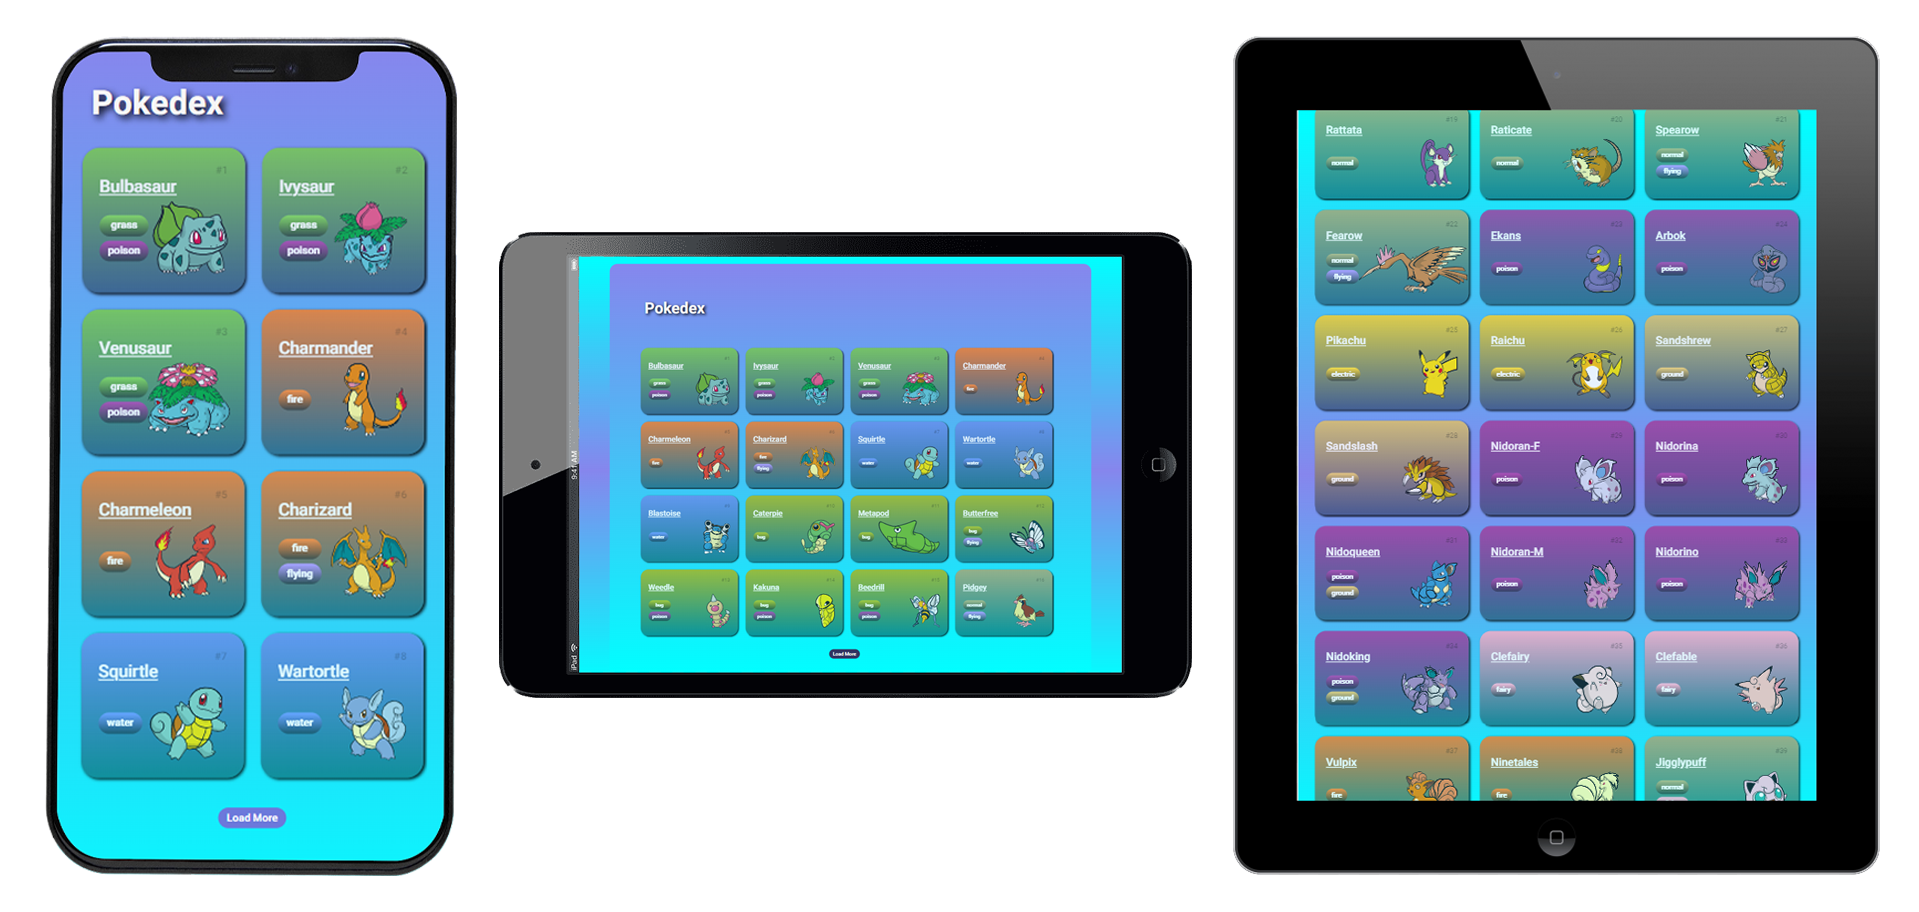 Pokedex
#1
Bulbasaur
grass
poison
#2
Ivysaur
grass
poison
#3
Venusaur
grass
poison
#4
Charmander
fire
#5
Charmeleon
fire
#6
Charizard
fire
flying
#7
Squirtle
water
#8
Wartortle
water
Load More
iPad
9:41 AM
Pokedex
Bulbasaur
grass
poison
Ivysaur
grass
poison
Venusaur
grass
poison
Charmander
fire
Charmeleon
fire
Charizard
fire
flying
Squirtle
water
Wartortle
water
Blastoise
water
Caterpie
bug
Metapod
bug
Butterfree
bug
flying
Weedle
bug
poison
Kakuna
bug
poison
Beedrill
bug
poison
Pidgey
normal
flying
Load More
#19
Rattata
normal
#20
Raticate
normal
#21
Spearow
normal
flying
#22
Fearow
normal
flying
#23
Ekans
poison
#24
Arbok
poison
#25
Pikachu
electric
#26
Raichu
electric
#27
Sandshrew
ground
#28
Sandslash
ground
Nidoran-F
poison
#30
Nidorina
poison
#31
Nidoqueen
poison
ground
#32
Nidoran-M
poison
#33
Nidorino
poison
#34
Nidoking
poison
ground
#35
Clefairy
fairy
#36
Clefable
fairy
#37
Vulpix
fire
#38
Ninetales
fire
#39
Jigglypuff
normal